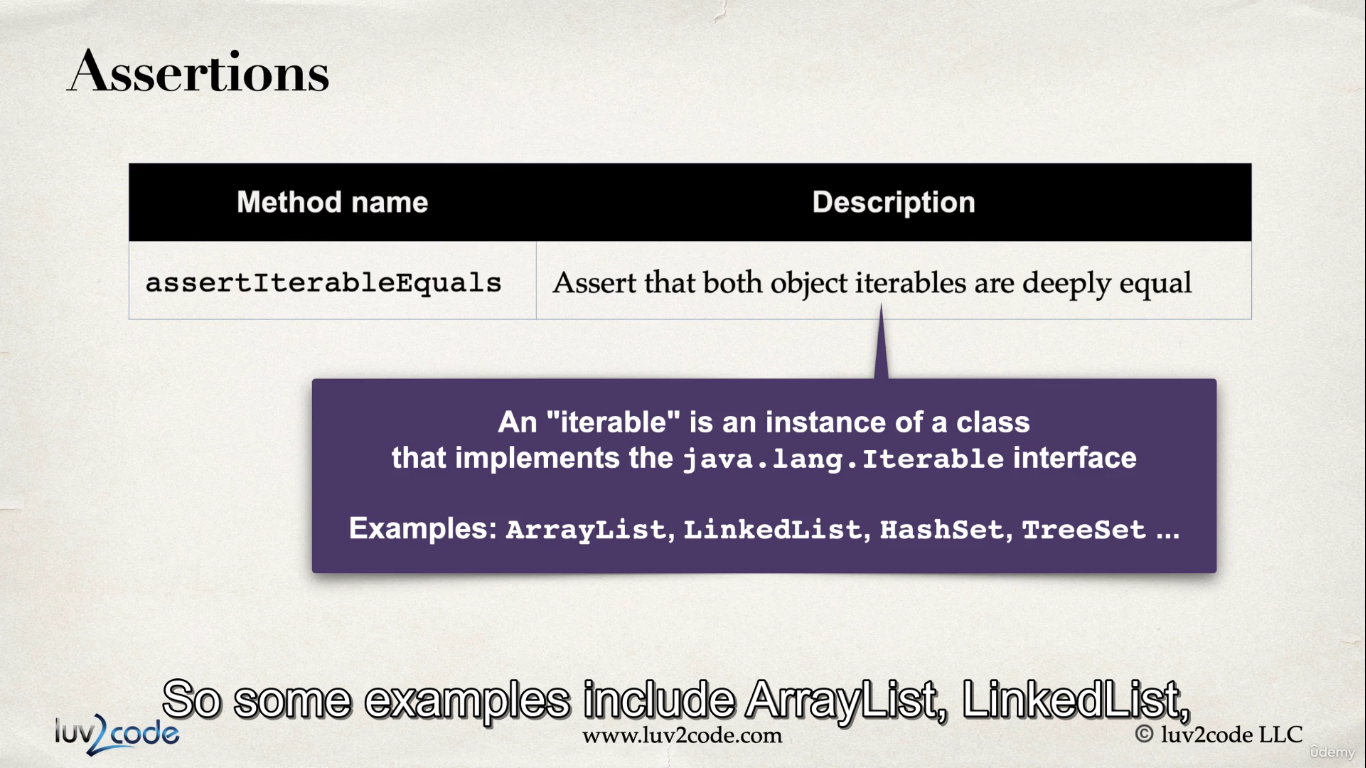 Assertions
Method name Description
assertIterableEquals Assert that both object iterables are deeply equal
An "iterable" is an instance of a class
that implements the java.lang.Iterable interface
Examples: ArrayList, LinkedList, HashSet, TreeSet ...
So some examples include ArrayList, LinkedList,
luv2code www.luv2code.com © luv2code LLC
ûdemy